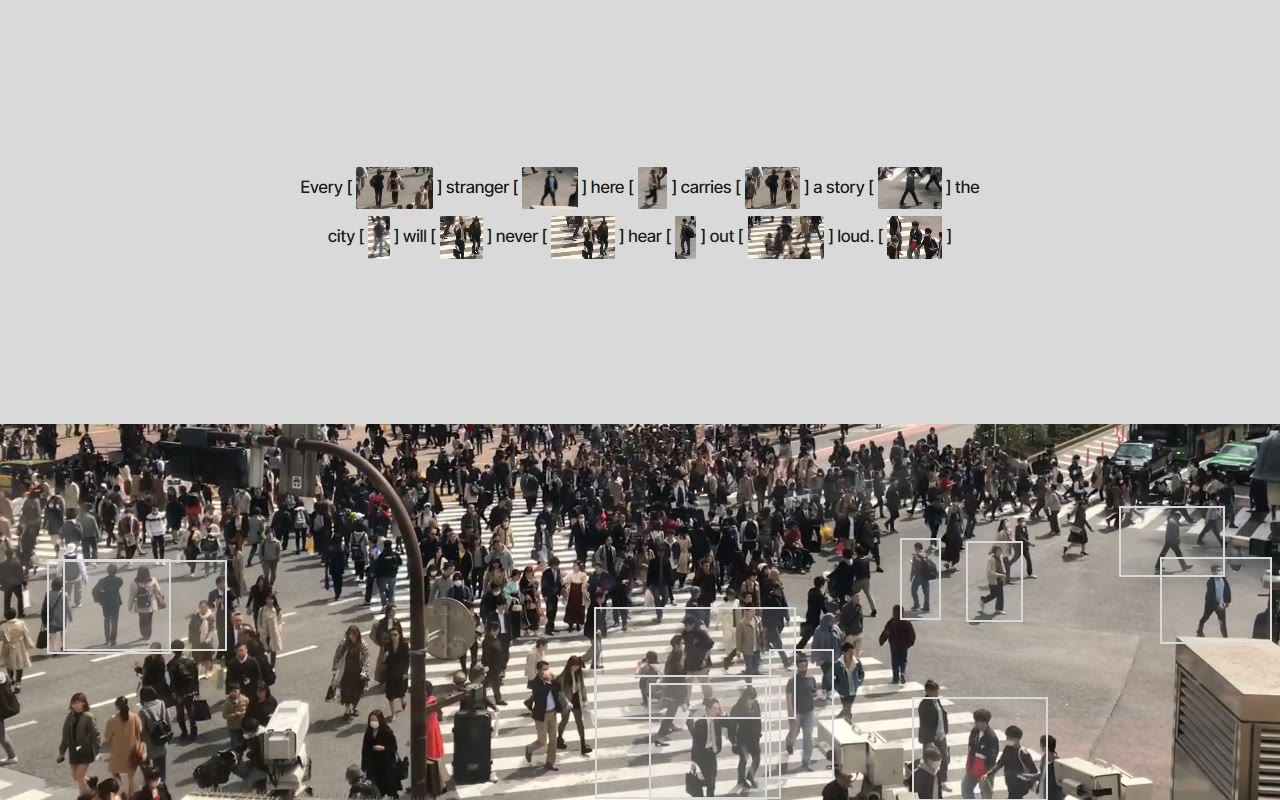 Every [ ] stranger [ ] here [ ] carries [ ] a story [ ] the
city [ ] will [ ] never [ ] hear [ ] out [ ] loud. [ ]